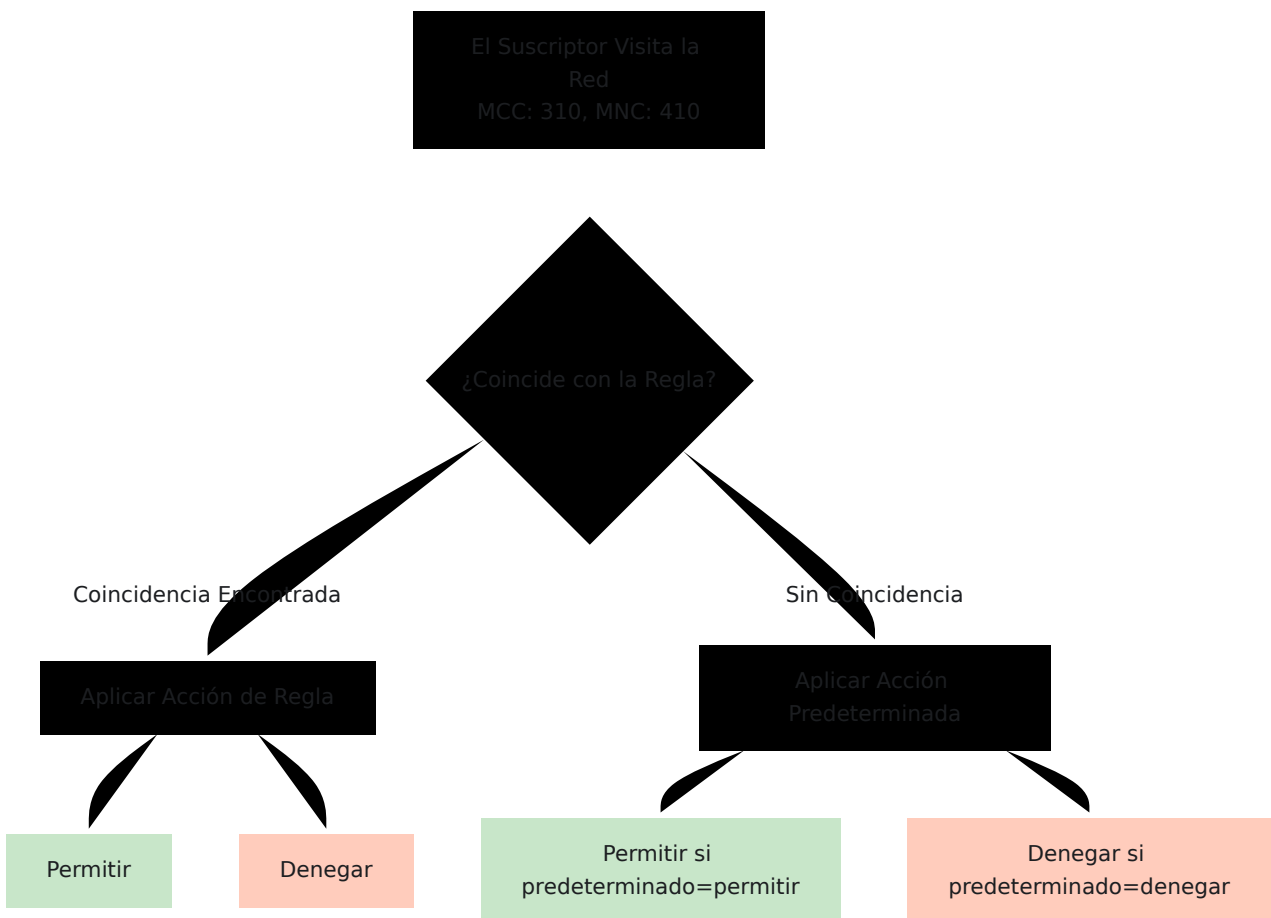 El Suscriptor Visita la
Red
MCC: 310, MNC: 410
¿Coincide con la Regla?
Coincidencia Encontrada
Sin Coincidencia
Aplicar Acción de Regla
Aplicar Acción
Predeterminada
Permitir
Denegar
Permitir si
predeterminado=permitir
Denegar si
predeterminado=denegar